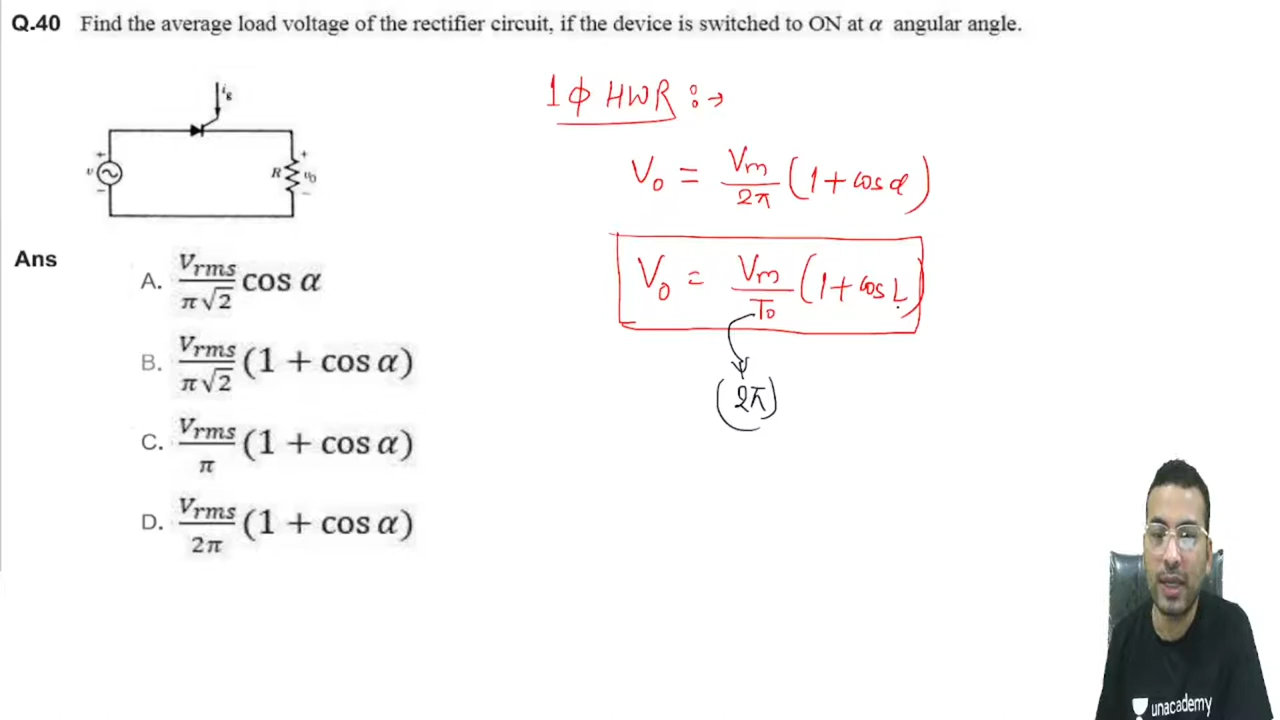 Q.40 Find the average load voltage of the rectifier circuit, if the device is switched to ON at α angular angle.
i_g
v + − R + v_0 −
1φ HWR :→
V_0 = V_m/2π (1 + cos α)
V_0 = V_m/T_0 (1 + cos L)
(2π)
Ans
A. V_rms/π√2 cos α
B. V_rms/π√2 (1 + cos α)
C. V_rms/π (1 + cos α)
D. V_rms/2π (1 + cos α)
unacademy